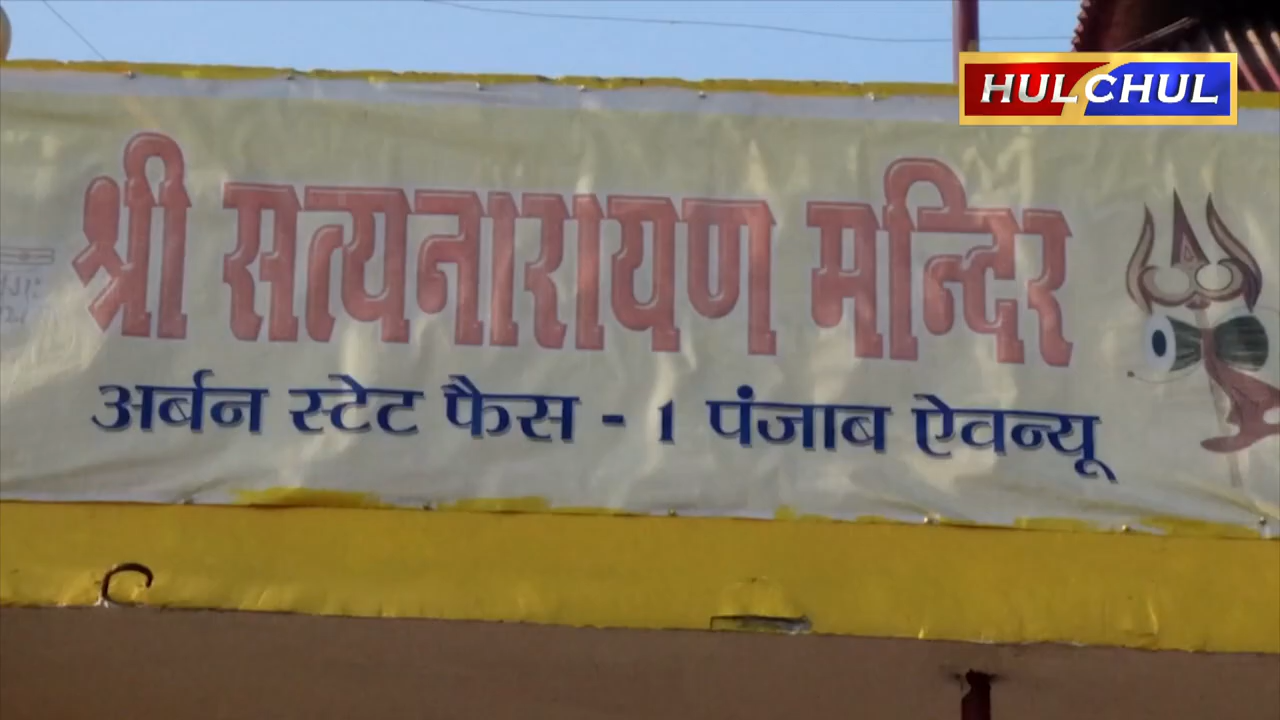 HULCHUL
श्री सत्यनारायण मन्दिर
अर्बन स्टेट फैस - 1 पंजाब ऐवन्यू